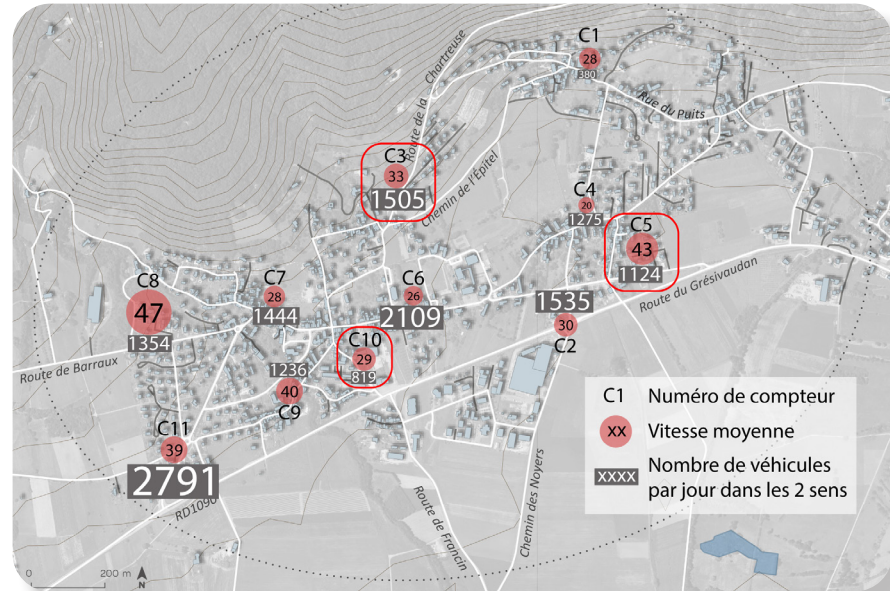 C1
28
380
Route de la Chartreuse
Rue du Puits
C3
33
1505
Chemin de l'Épitel
C4
20
1275
C5
43
1124
Route du Grésivaudan
C8
47
1354
C7
28
1444
C6
26
2109
1535
30
C2
Route de Barraux
C10
29
819
1236
40
C9
C11
39
2791
RD1090
Route de Francin
Chemin des Noyers
C1 Numéro de compteur
xx Vitesse moyenne
xxxx Nombre de véhicules
par jour dans les 2 sens
0 200 m
N